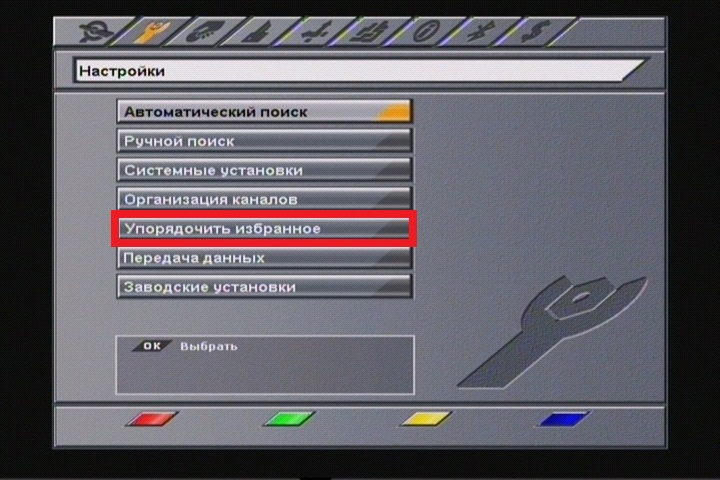 Настройки
Автоматический поиск
Ручной поиск
Системные установки
Организация каналов
Упорядочить избранное
Передача данных
Заводские установки
OK Выбрать